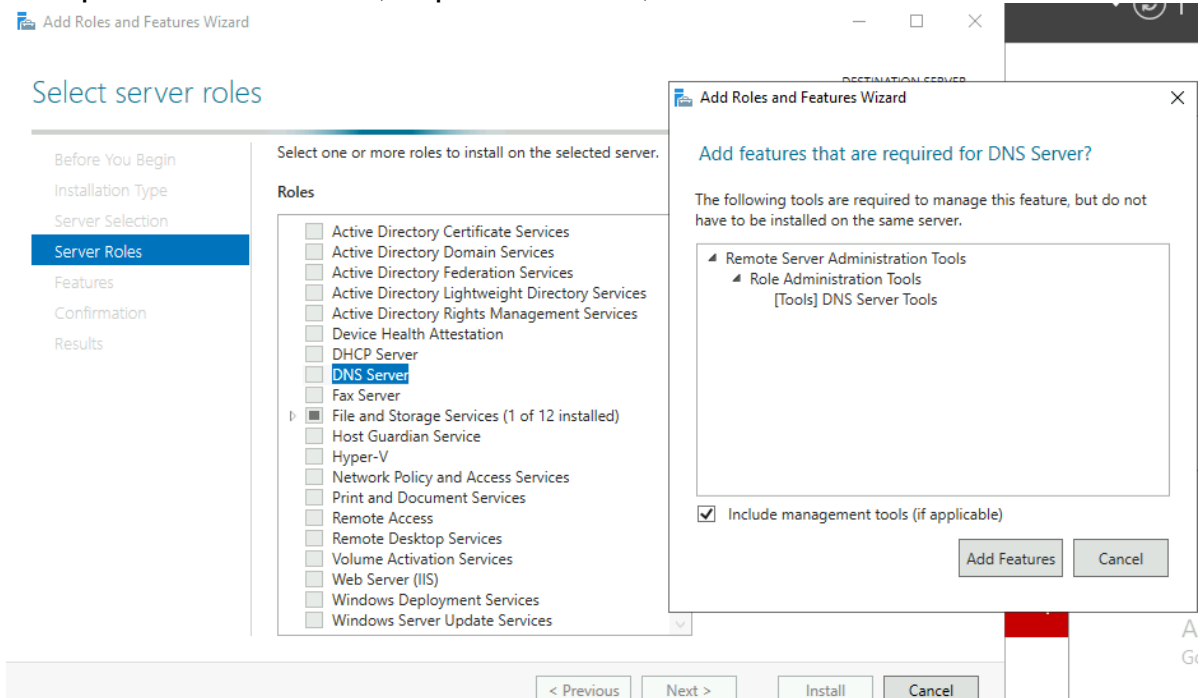 Add Roles and Features Wizard
Select server roles
DESTINATION SERVER
Before You Begin
Installation Type
Server Selection
Server Roles
Features
Confirmation
Results
Select one or more roles to install on the selected server.
Roles
Active Directory Certificate Services
Active Directory Domain Services
Active Directory Federation Services
Active Directory Lightweight Directory Services
Active Directory Rights Management Services
Device Health Attestation
DHCP Server
DNS Server
Fax Server
File and Storage Services (1 of 12 installed)
Host Guardian Service
Hyper-V
Network Policy and Access Services
Print and Document Services
Remote Access
Remote Desktop Services
Volume Activation Services
Web Server (IIS)
Windows Deployment Services
Windows Server Update Services
< Previous
Next >
Install
Cancel
Add Roles and Features Wizard
Add features that are required for DNS Server?
The following tools are required to manage this feature, but do not
have to be installed on the same server.
Remote Server Administration Tools
Role Administration Tools
[Tools] DNS Server Tools
Include management tools (if applicable)
Add Features
Cancel